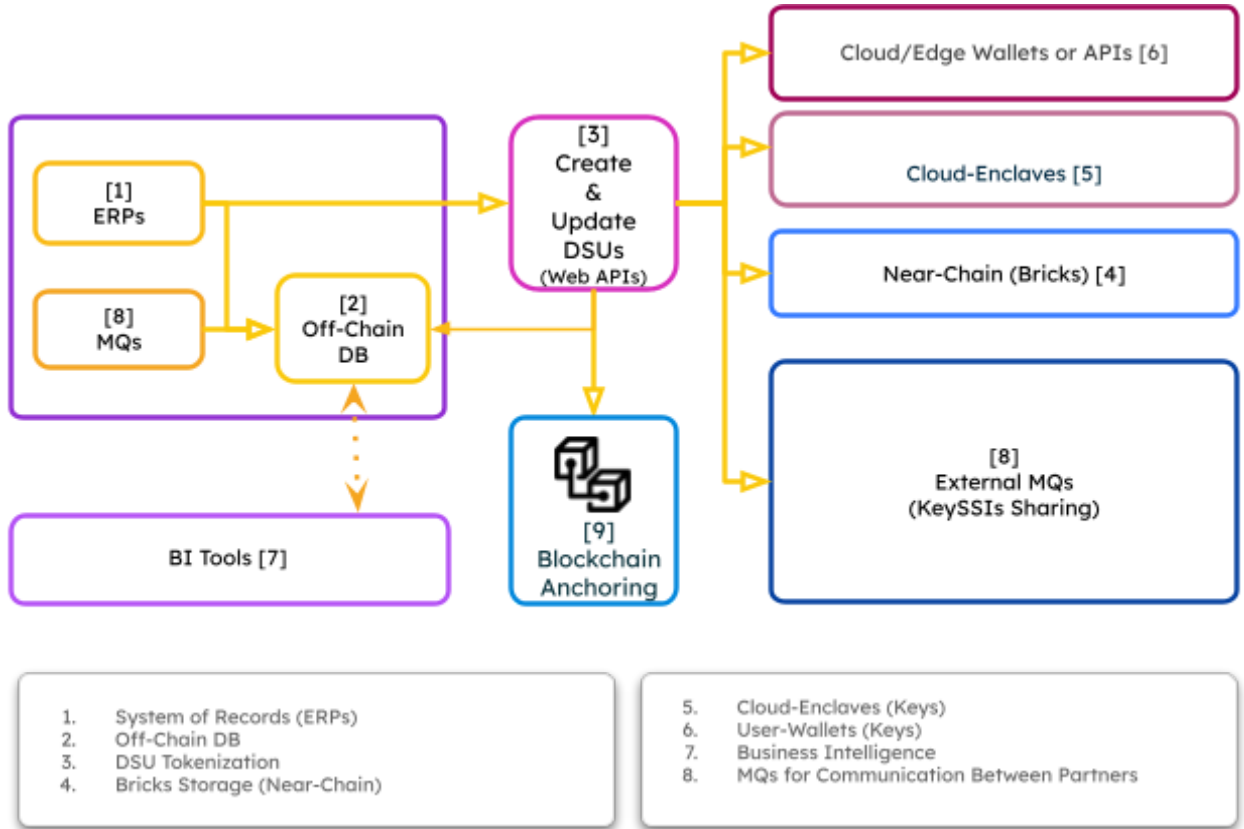 Cloud/Edge Wallets or APIs [6]
Cloud-Enclaves [5]
Near-Chain (Bricks) [4]
[8]
External MQs
(KeySSIs Sharing)
[3]
Create
&
Update
DSUs
(Web APIs)
[1]
ERPs
[8]
MQs
[2]
Off-Chain
DB
[9]
Blockchain
Anchoring
BI Tools [7]
1. System of Records (ERPs)
2. Off-Chain DB
3. DSU Tokenization
4. Bricks Storage (Near-Chain)
5. Cloud-Enclaves (Keys)
6. User-Wallets (Keys)
7. Business Intelligence
8. MQs for Communication Between Partners